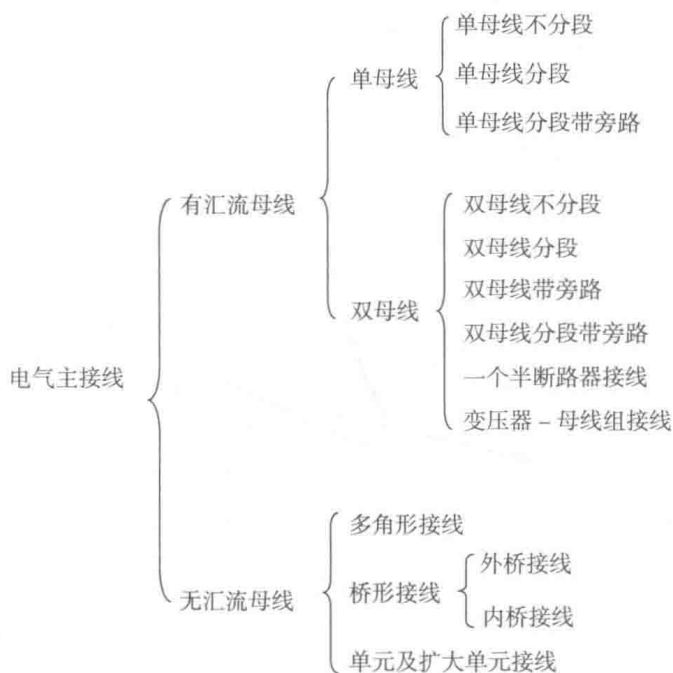 电气主接线
有汇流母线
单母线
单母线不分段
单母线分段
单母线分段带旁路
双母线
双母线不分段
双母线分段
双母线带旁路
双母线分段带旁路
一个半断路器接线
变压器－母线组接线
无汇流母线
多角形接线
桥形接线
外桥接线
内桥接线
单元及扩大单元接线